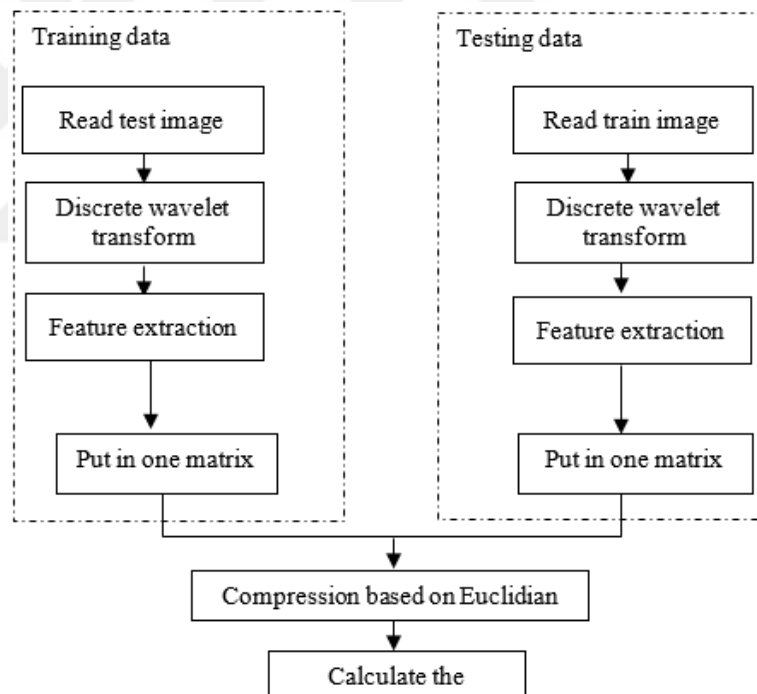 Training data
Read test image
Discrete wavelet
transform
Feature extraction
Put in one matrix
Testing data
Read train image
Discrete wavelet
transform
Feature extraction
Put in one matrix
Compression based on Euclidian
Calculate the